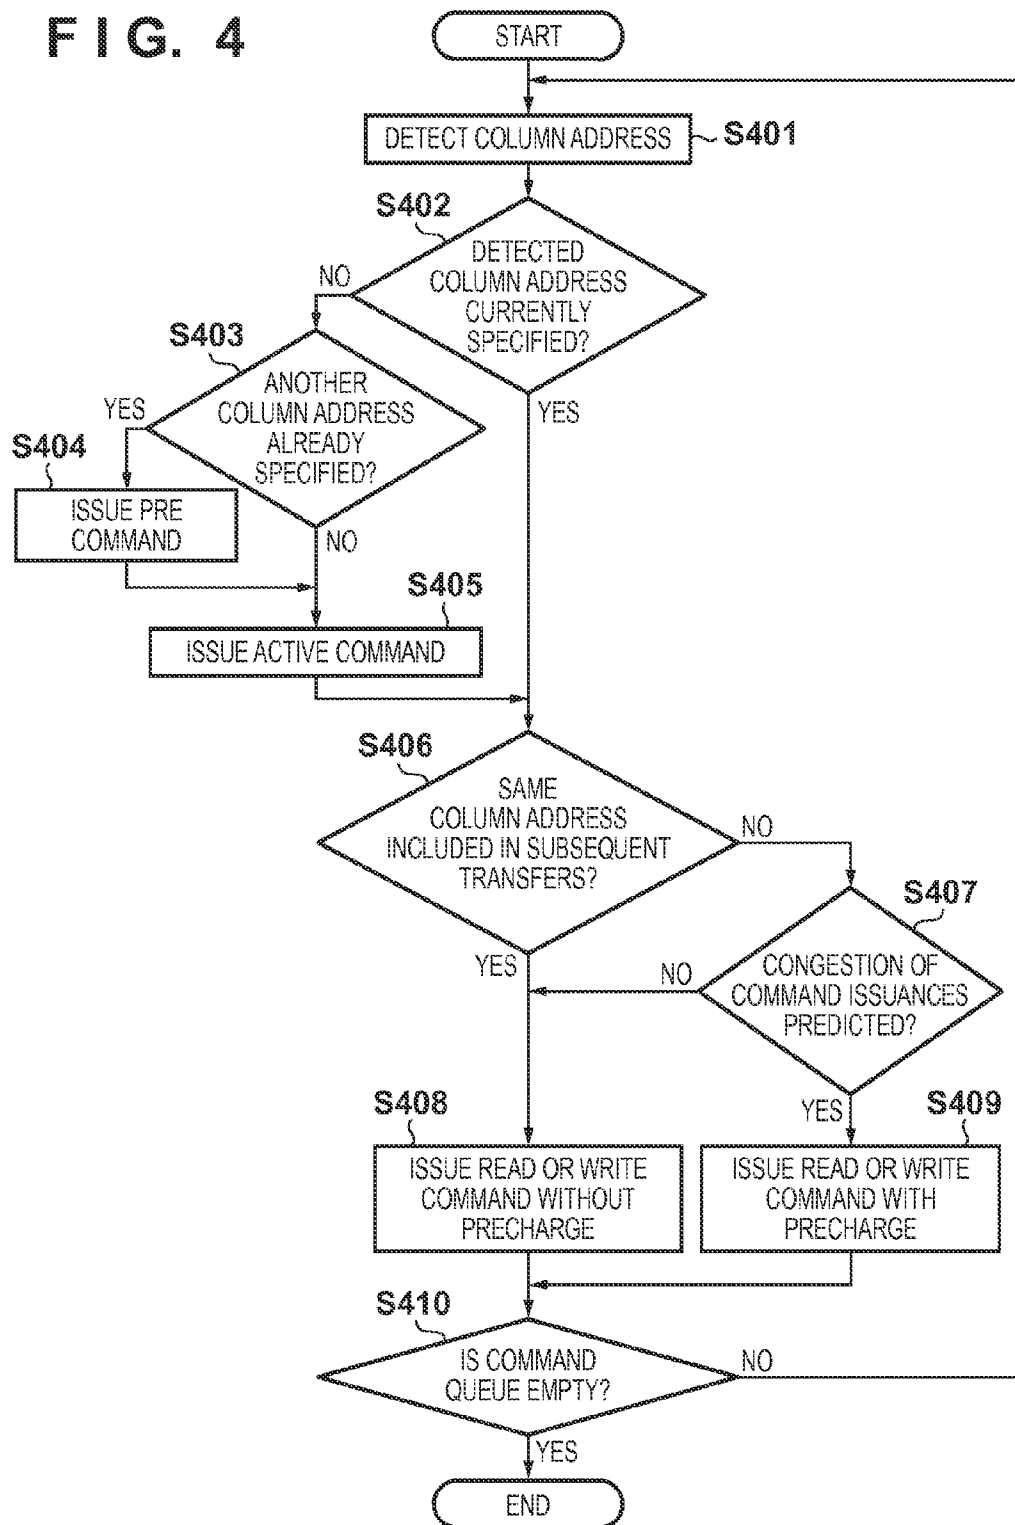 FIG. 4
START
DETECT COLUMN ADDRESS
S401
S402
DETECTED
COLUMN ADDRESS
CURRENTLY
SPECIFIED?
NO
YES
S403
ANOTHER
COLUMN ADDRESS
ALREADY
SPECIFIED?
YES
NO
S404
ISSUE PRE
COMMAND
S405
ISSUE ACTIVE COMMAND
S406
SAME
COLUMN ADDRESS
INCLUDED IN SUBSEQUENT
TRANSFERS?
NO
YES
S407
CONGESTION OF
COMMAND ISSUANCES
PREDICTED?
NO
YES
S408
ISSUE READ OR WRITE
COMMAND WITHOUT
PRECHARGE
S409
ISSUE READ OR WRITE
COMMAND WITH
PRECHARGE
S410
IS COMMAND
QUEUE EMPTY?
NO
YES
END